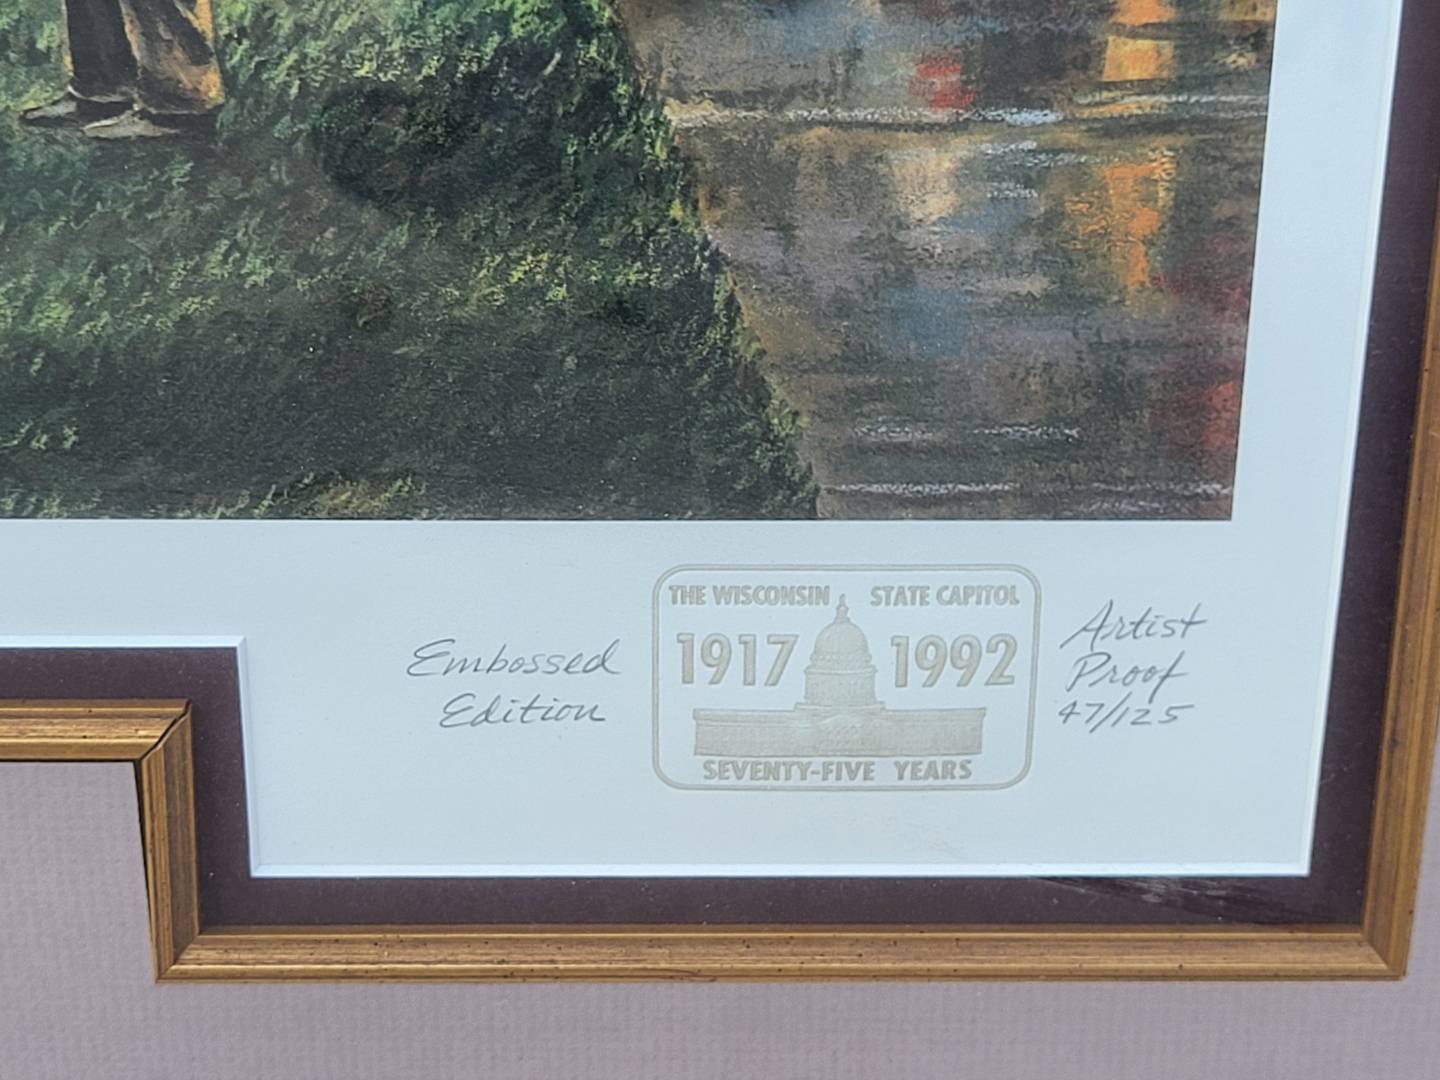 Embossed
Edition
THE WISCONSIN STATE CAPITOL
1917 1992
SEVENTY-FIVE YEARS
Artist
Proof
47/125